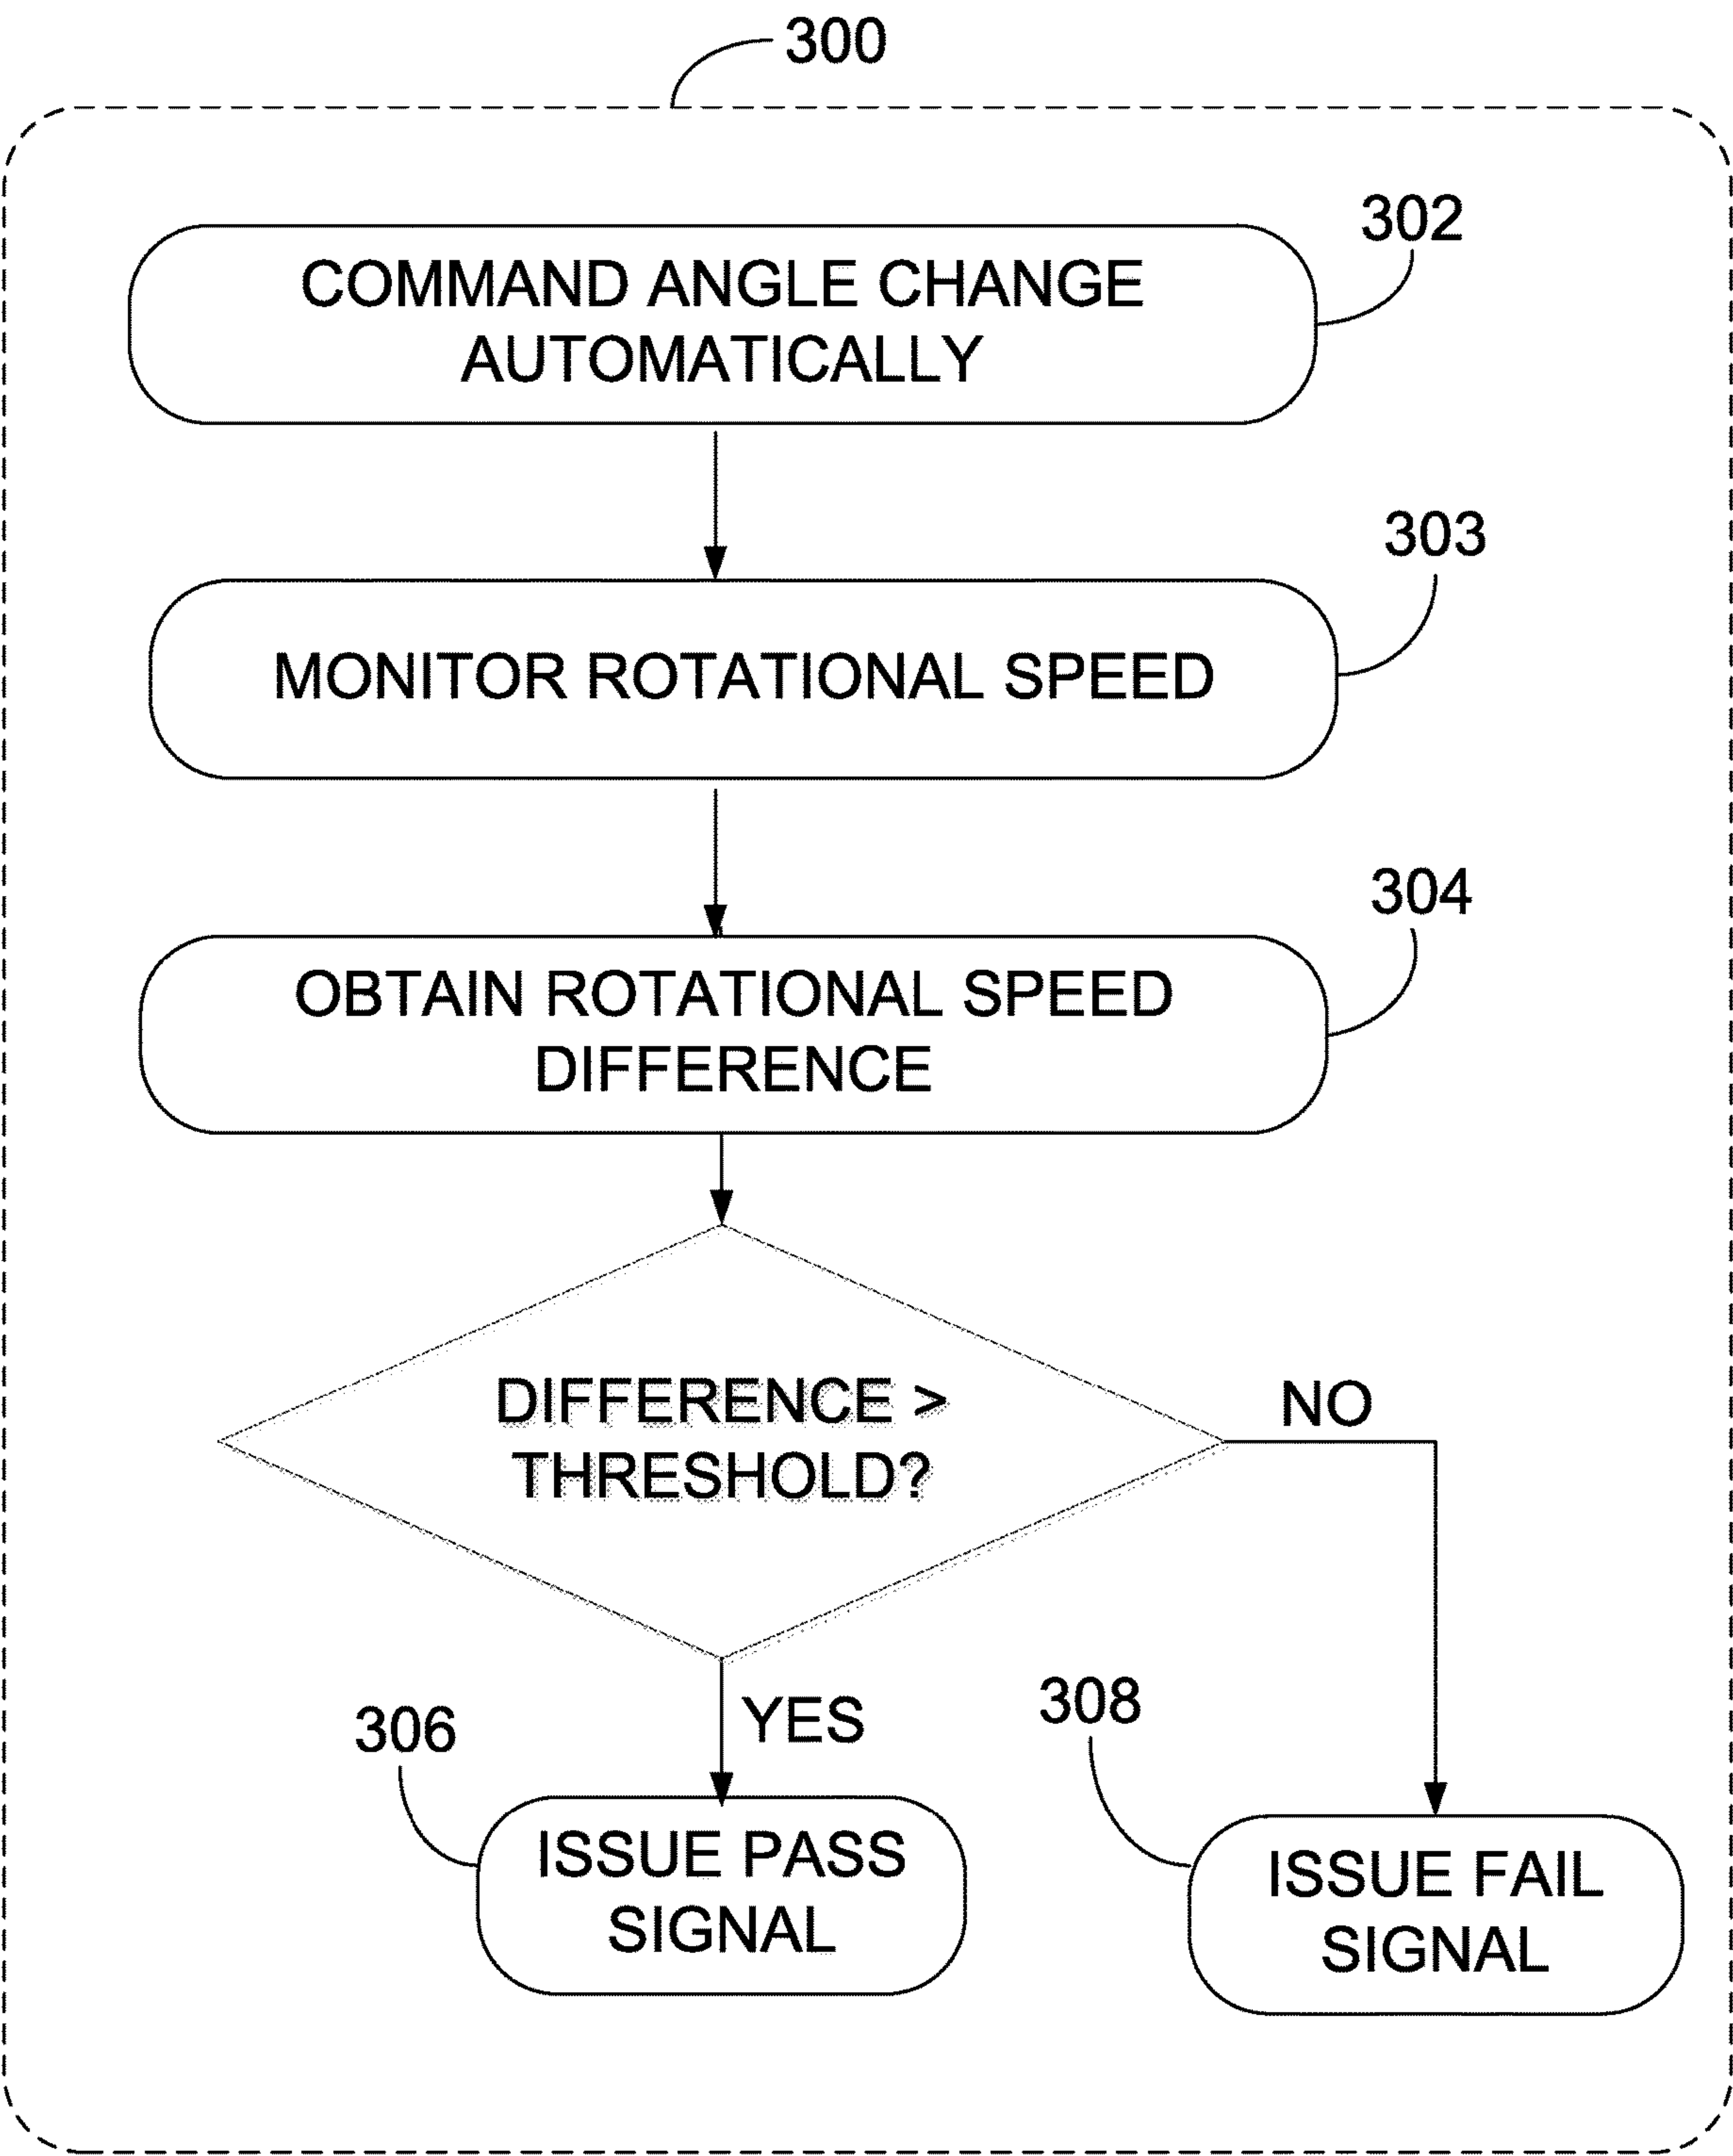 300
302
COMMAND ANGLE CHANGE
AUTOMATICALLY
303
MONITOR ROTATIONAL SPEED
304
OBTAIN ROTATIONAL SPEED
DIFFERENCE
DIFFERENCE >
THRESHOLD?
NO
YES
306
308
ISSUE PASS
SIGNAL
ISSUE FAIL
SIGNAL